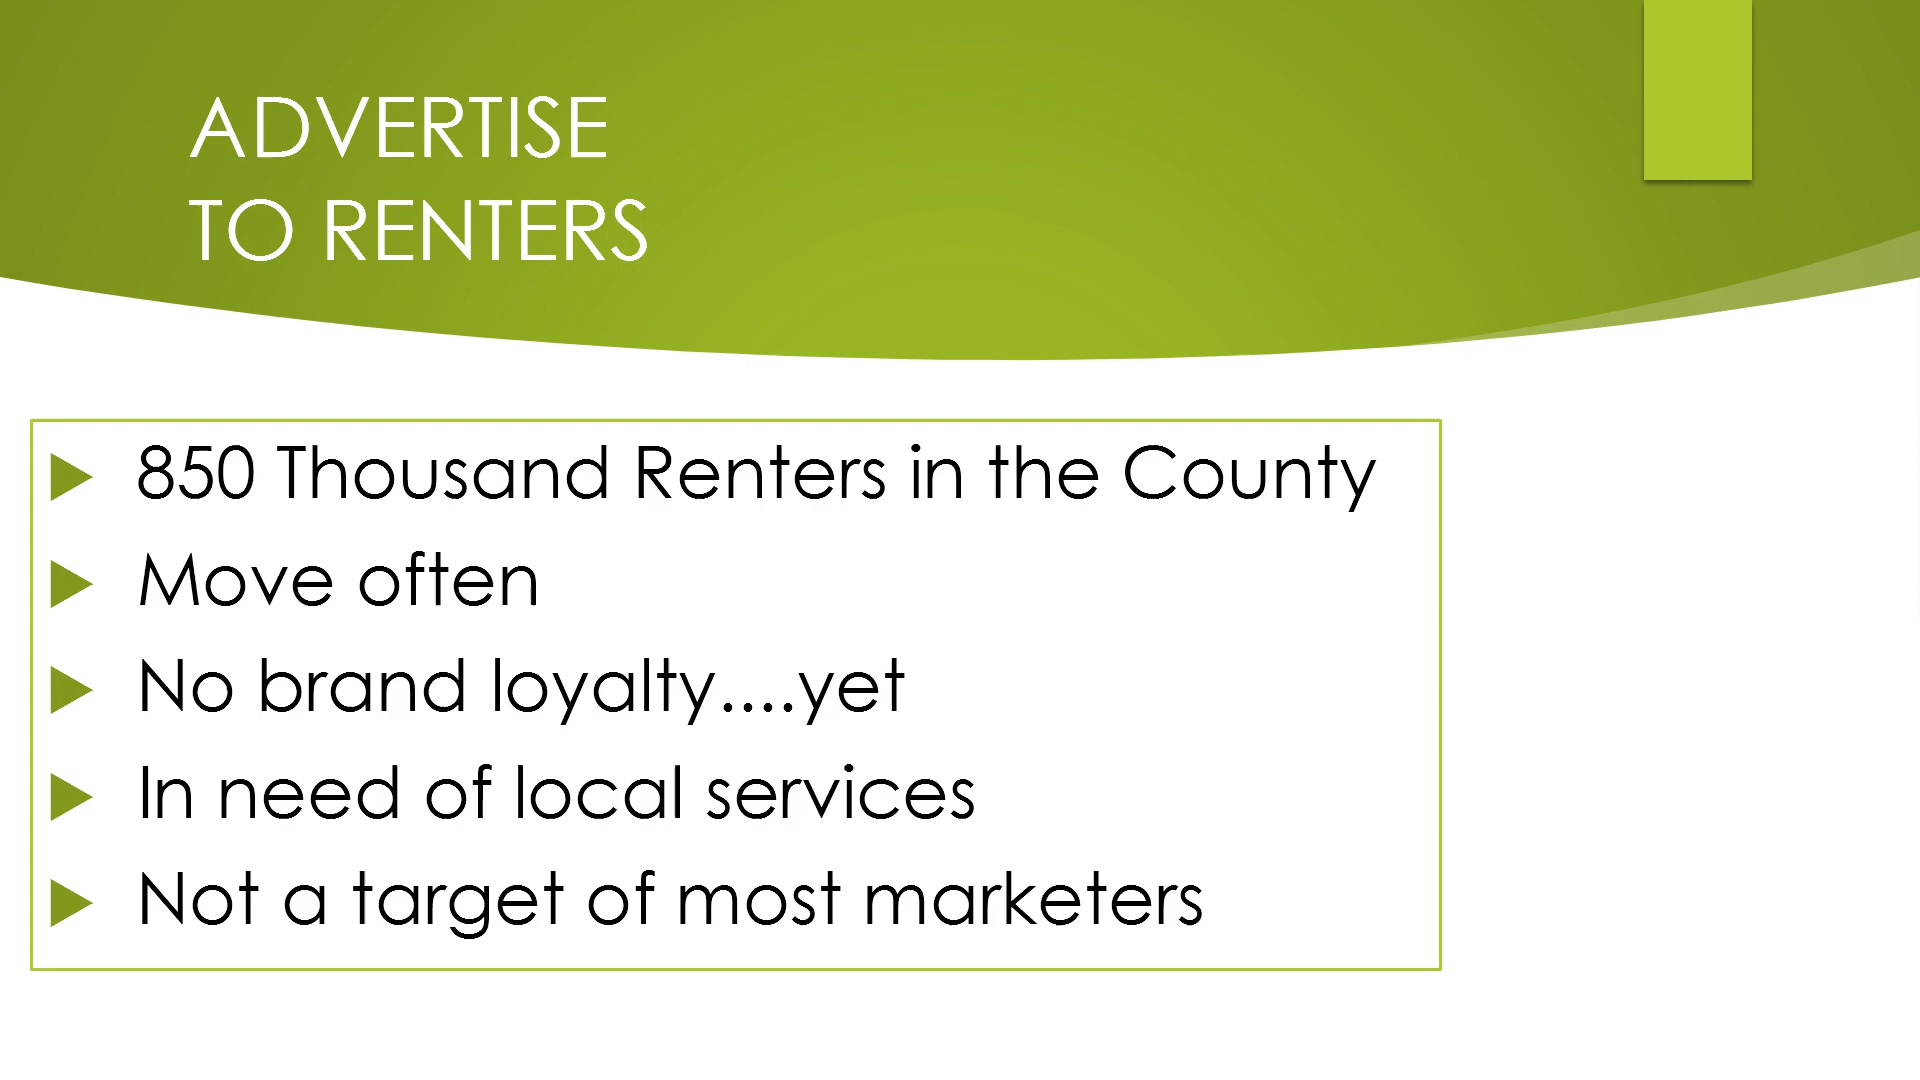 ADVERTISE
TO RENTERS
850 Thousand Renters in the County
Move often
No brand loyalty....yet
In need of local services
Not a target of most marketers